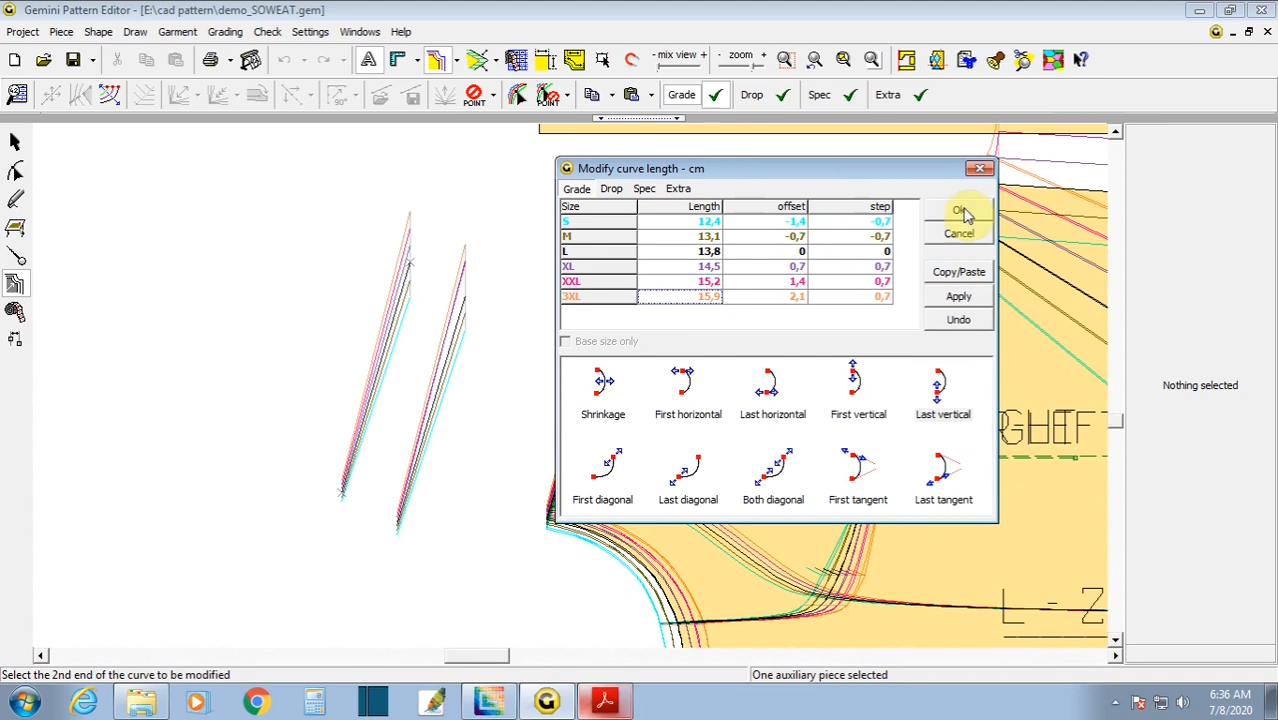 Gemini Pattern Editor - [E:\cad pattern\demo_SOWEAT.gem]
Project Piece Shape Draw Garment Grading Check Settings Windows Help
A mix view zoom
POINT POINT Grade Drop Spec Extra
Modify curve length - cm
Grade Drop Spec Extra
Size Length offset step
S 12,4 -1,4 -0,7
M 13,1 -0,7 -0,7
L 13,8 0 0
XL 14,5 0,7 0,7
XXL 15,2 1,4 0,7
3XL 15,9 2,1 0,7
Ok
Cancel
Copy/Paste
Apply
Undo
Base size only
Shrinkage First horizontal Last horizontal First vertical Last vertical
First diagonal Last diagonal Both diagonal First tangent Last tangent
Nothing selected
L - Z
Select the 2nd end of the curve to be modified One auxiliary piece selected
6:36 AM
7/8/2020